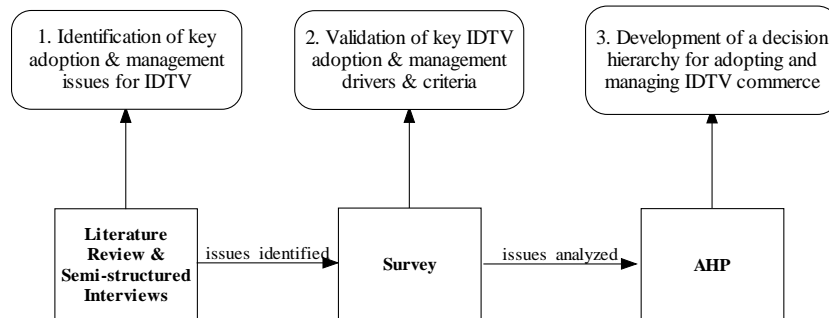 1. Identification of key
adoption & management
issues for IDTV
2. Validation of key IDTV
adoption & management
drivers & criteria
3. Development of a decision
hierarchy for adopting and
managing IDTV commerce
Literature
Review &
Semi-structured
Interviews
issues identified
Survey
issues analyzed
AHP